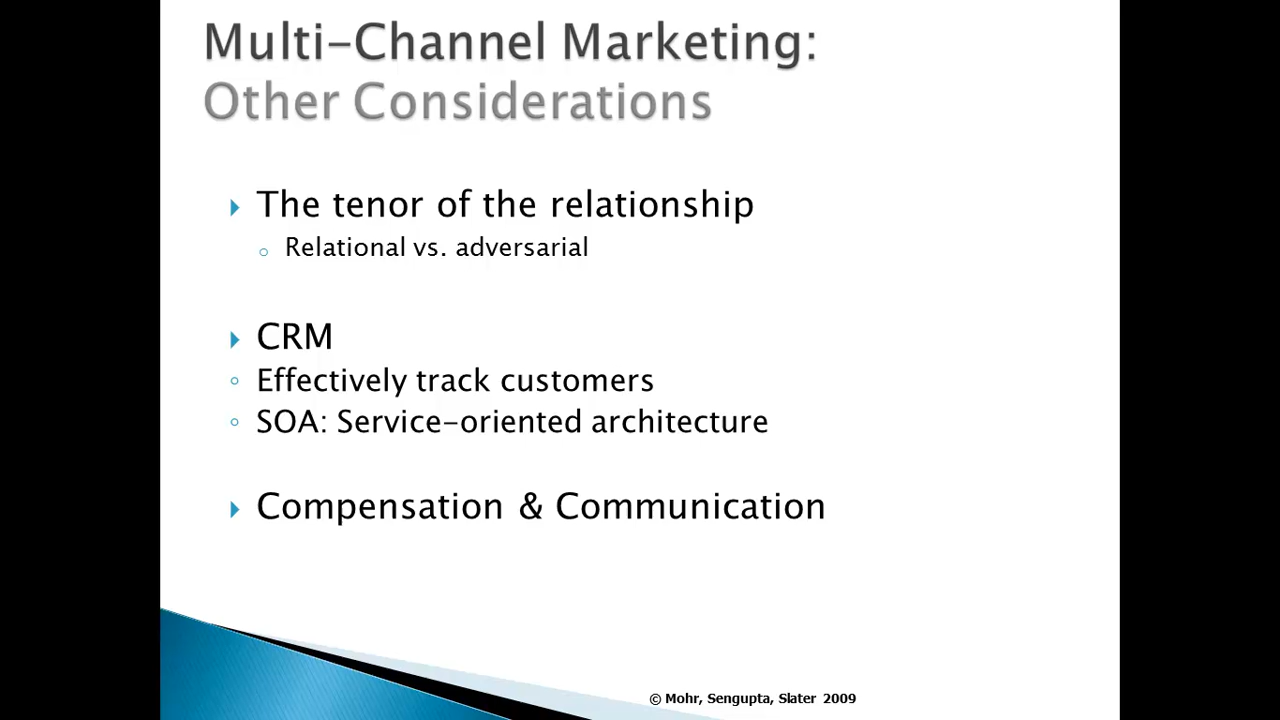 Multi-Channel Marketing:
Other Considerations
The tenor of the relationship
Relational vs. adversarial
CRM
Effectively track customers
SOA: Service-oriented architecture
Compensation & Communication
© Mohr, Sengupta, Slater 2009